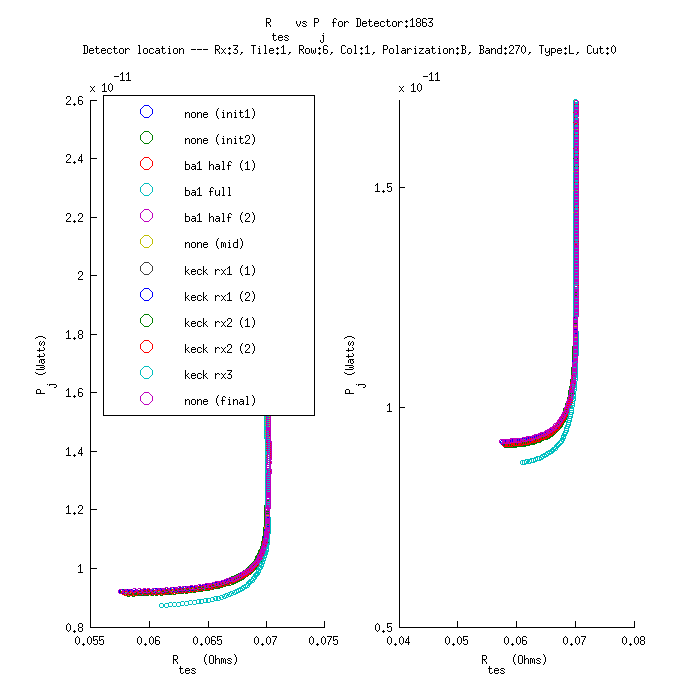 R tes vs P j for Detector:1863
Detector location --- Rx:3, Tile:1, Row:6, Col:1, Polarization:B, Band:270, Type:L, Cut:0
x 10 -11
x 10 -11
2.6
2.4
2.2
2
1.8
1.6
1.4
1.2
1
0.8
P j (Watts)
none (init1)
none (init2)
ba1 half (1)
ba1 full
ba1 half (2)
none (mid)
keck rx1 (1)
keck rx1 (2)
keck rx2 (1)
keck rx2 (2)
keck rx3
none (final)
0.055 0.06 0.065 0.07 0.075
R tes (Ohms)
1.5
1
0.5
P j (Watts)
0.04 0.05 0.06 0.07 0.08
R tes (Ohms)